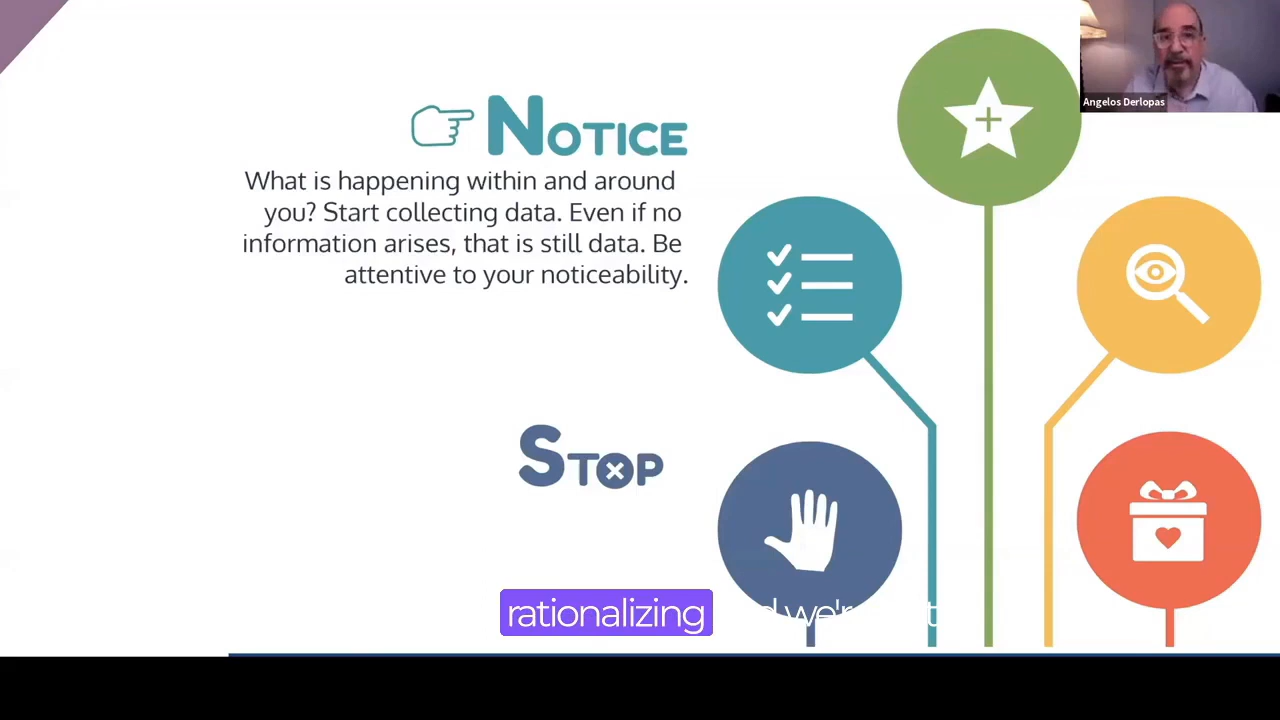 Angelos Derlopas
NOTICE
What is happening within and around
you? Start collecting data. Even if no
information arises, that is still data. Be
attentive to your noticeability.
STOP
rationalizing